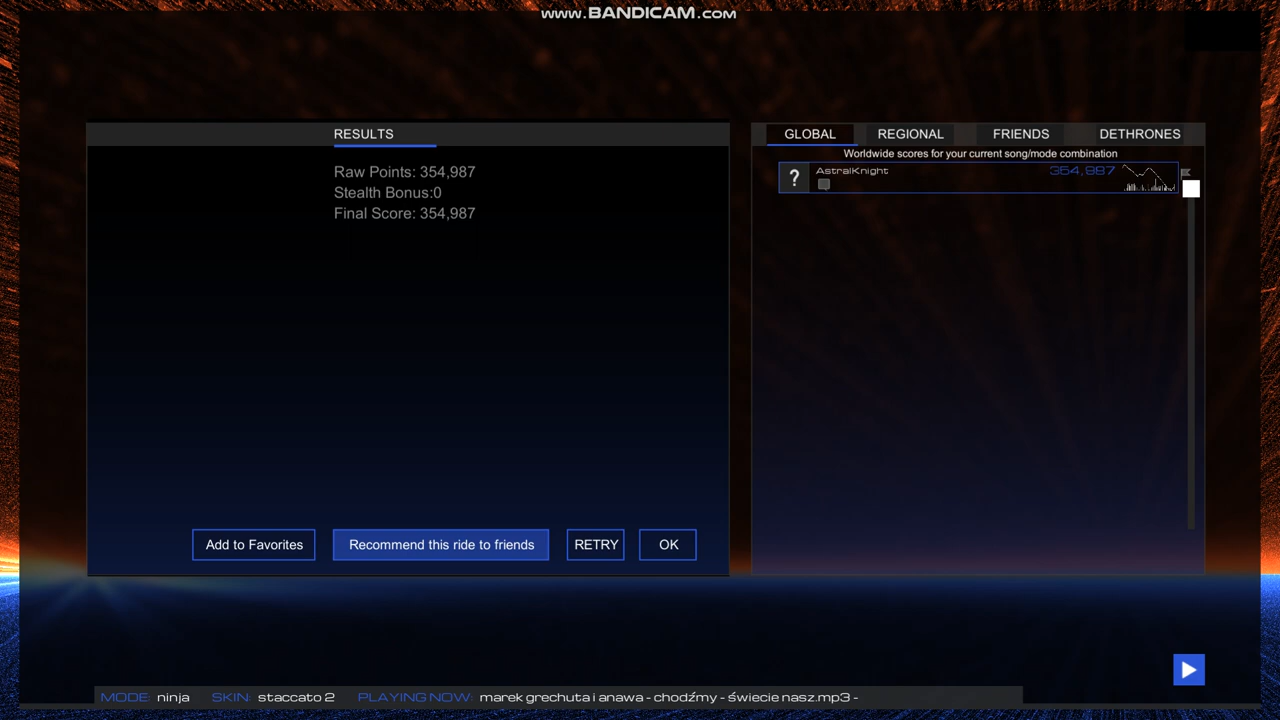 www.BANDICAM.com
RESULTS
Raw Points: 354,987
Stealth Bonus:0
Final Score: 354,987
Add to Favorites
Recommend this ride to friends
RETRY
OK
GLOBAL
REGIONAL
FRIENDS
DETHRONES
Worldwide scores for your current song/mode combination
?
AstralKnight
354,987
MODE: ninja SKIN: staccato 2 PLAYING NOW: marek grechuta i anawa - chodźmy - świecie nasz.mp3 -